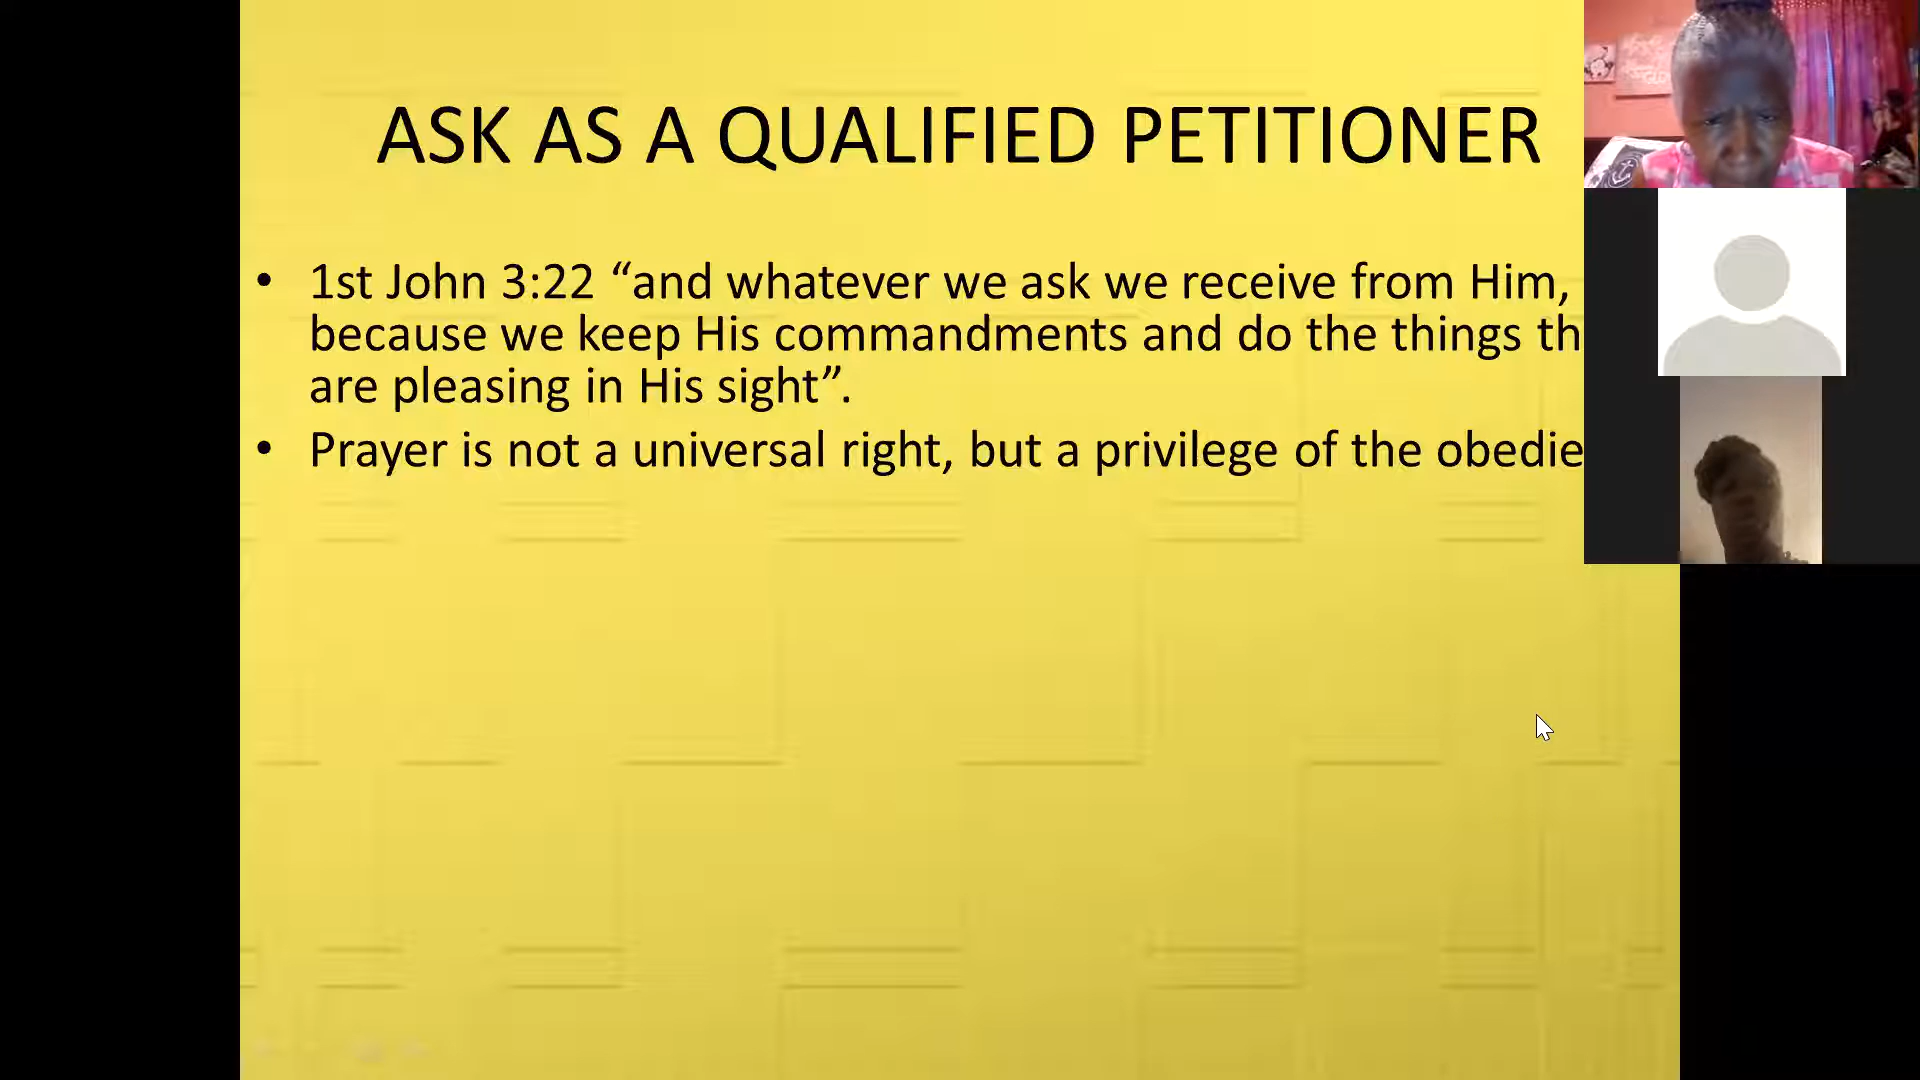 ASK AS A QUALIFIED PETITIONER
• 1st John 3:22 “and whatever we ask we receive from Him,
because we keep His commandments and do the things th
are pleasing in His sight”.
• Prayer is not a universal right, but a privilege of the obedie